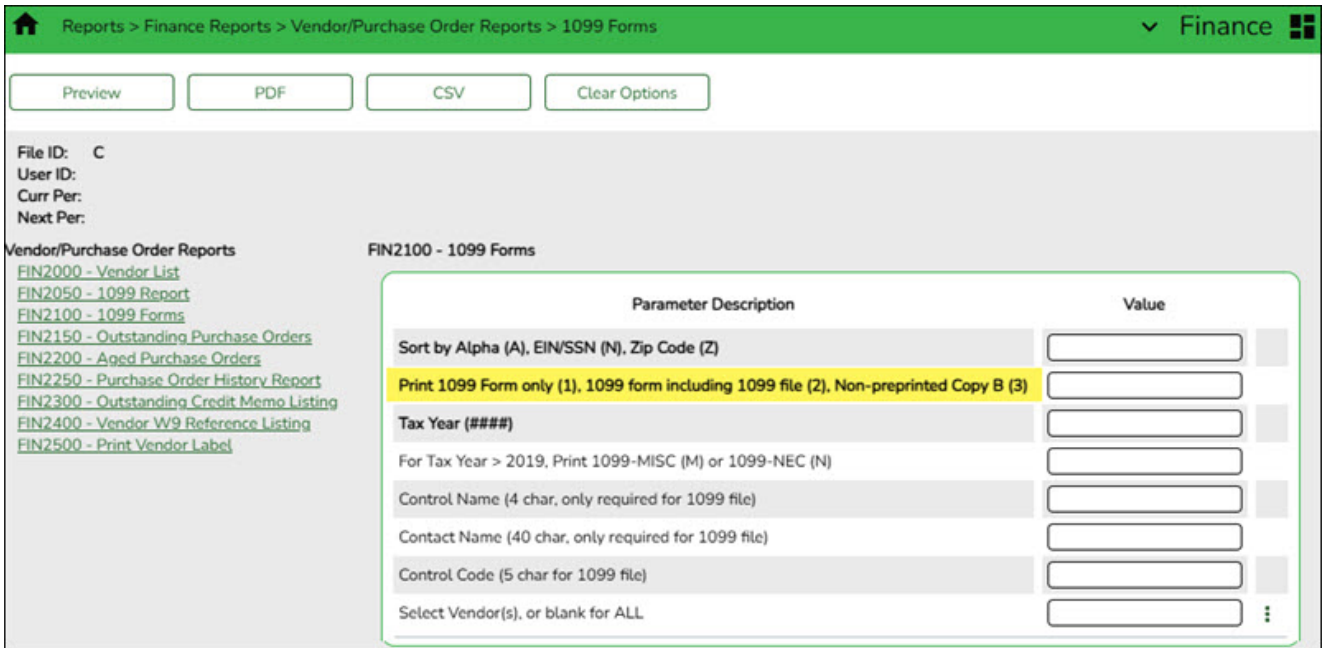 Reports > Finance Reports > Vendor/Purchase Order Reports > 1099 Forms
Finance
Preview
PDF
CSV
Clear Options
File ID: C
User ID:
Curr Per:
Next Per:
Vendor/Purchase Order Reports
FIN2000 - Vendor List
FIN2050 - 1099 Report
FIN2100 - 1099 Forms
FIN2150 - Outstanding Purchase Orders
FIN2200 - Aged Purchase Orders
FIN2250 - Purchase Order History Report
FIN2300 - Outstanding Credit Memo Listing
FIN2400 - Vendor W9 Reference Listing
FIN2500 - Print Vendor Label
FIN2100 - 1099 Forms
Parameter Description Value
Sort by Alpha (A), EIN/SSN (N), Zip Code (Z)
Print 1099 Form only (1), 1099 form including 1099 file (2), Non-preprinted Copy B (3)
Tax Year (####)
For Tax Year > 2019, Print 1099-MISC (M) or 1099-NEC (N)
Control Name (4 char, only required for 1099 file)
Contact Name (40 char, only required for 1099 file)
Control Code (5 char for 1099 file)
Select Vendor(s), or blank for ALL